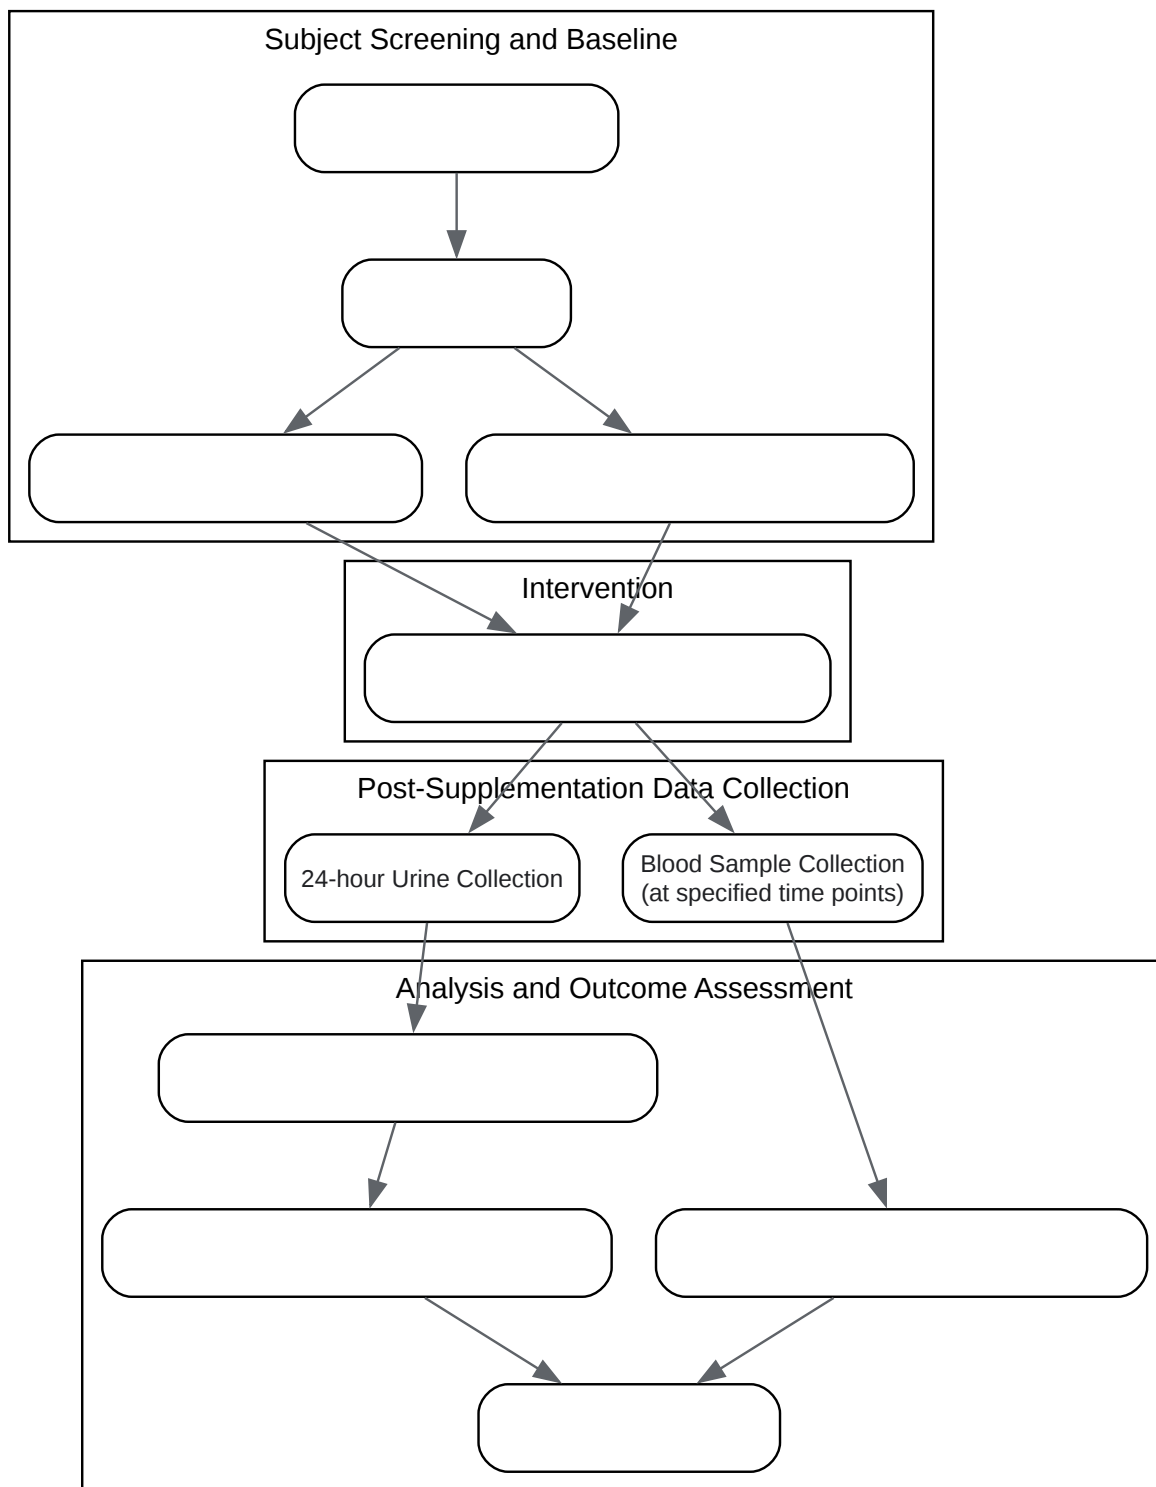 Subject Screening and Baseline
Intervention
Post-Supplementation Data Collection
24-hour Urine Collection
Blood Sample Collection
(at specified time points)
Analysis and Outcome Assessment